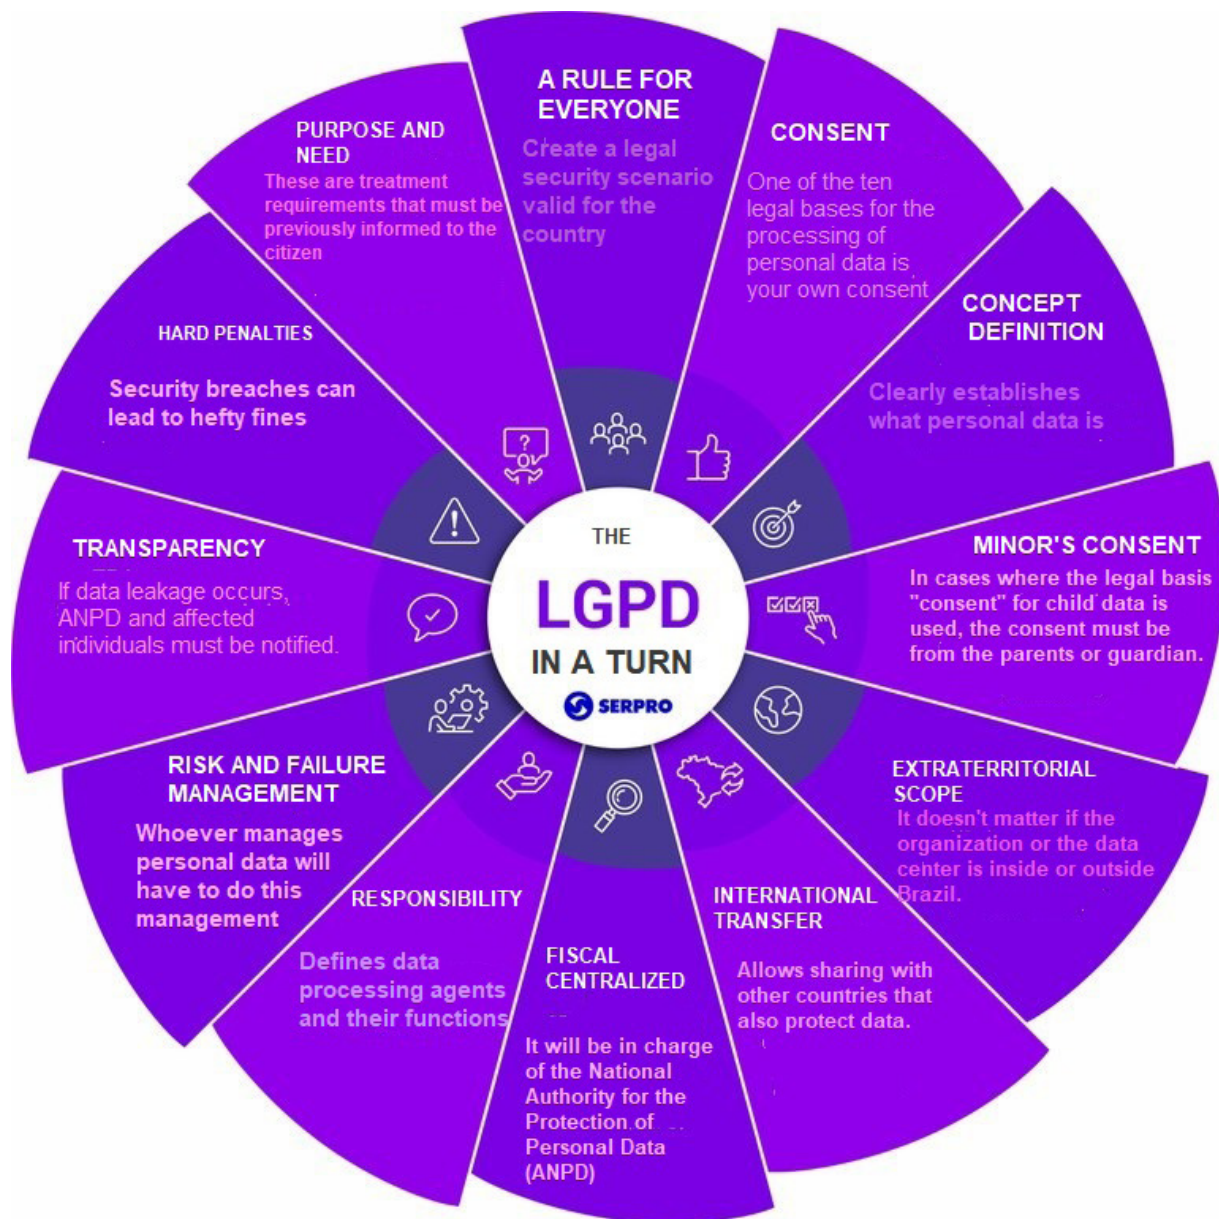 A RULE FOR
EVERYONE
Create a legal
security scenario
valid for the
country
CONSENT
One of the ten
legal bases for the
processing of
personal data is
your own consent
CONCEPT
DEFINITION
Clearly establishes
what personal data is
MINOR'S CONSENT
In cases where the legal basis
"consent" for child data is
used, the consent must be
from the parents or guardian.
EXTRATERRITORIAL
SCOPE
It doesn't matter if the
organization or the data
center is inside or outside
Brazil.
INTERNATIONAL
TRANSFER
Allows sharing with
other countries that
also protect data.
FISCAL
CENTRALIZED
It will be in charge
of the National
Authority for the
Protection of
Personal Data
(ANPD)
RESPONSIBILITY
Defines data
processing agents
and their functions
RISK AND FAILURE
MANAGEMENT
Whoever manages
personal data will
have to do this
management
TRANSPARENCY
If data leakage occurs,
ANPD and affected
individuals must be notified.
HARD PENALTIES
Security breaches can
lead to hefty fines
PURPOSE AND
NEED
These are treatment
requirements that must be
previously informed to the
citizen
THE
LGPD
IN A TURN
SERPRO